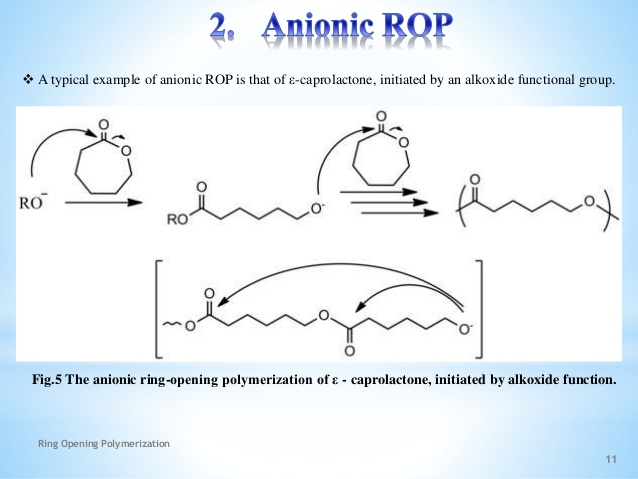 2. Anionic ROP
❖ A typical example of anionic ROP is that of ε-caprolactone, initiated by an alkoxide functional group.
O
O
RO⁻
O
RO
O⁻
O
O
O
O
O
O
O
O
O⁻
Fig.5 The anionic ring-opening polymerization of ε - caprolactone, initiated by alkoxide function.
Ring Opening Polymerization
11